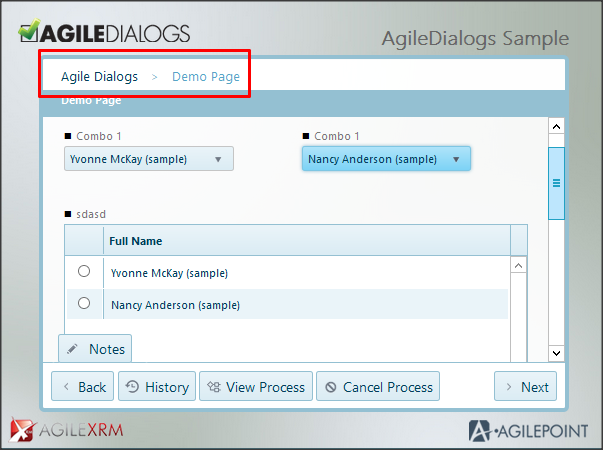 AGILEDIALOGS
AgileDialogs Sample
Agile Dialogs > Demo Page
Demo Page
Combo 1 Combo 1
Yvonne McKay (sample) Nancy Anderson (sample)
sdasd
Full Name
Yvonne McKay (sample)
Nancy Anderson (sample)
Notes
< Back History View Process Cancel Process > Next
AGILEXRM AGILEPOINT